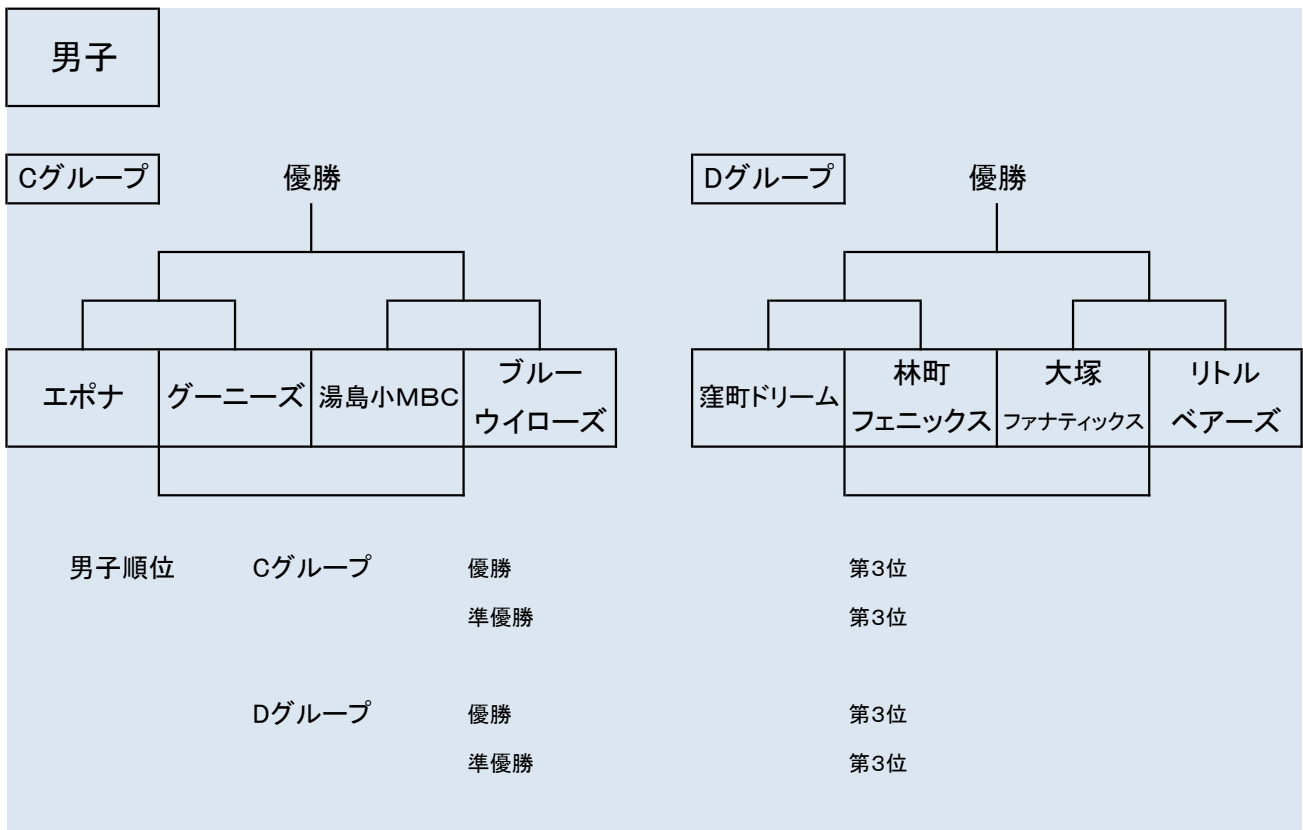 男子
Cグループ 優勝 Dグループ 優勝
エポナ グーニーズ 湯島小MBC ブルー
ウイローズ 窪町ドリーム 林町
フェニックス 大塚
ファナティックス リトル
ベアーズ
男子順位 Cグループ 優勝 第3位
準優勝 第3位
Dグループ 優勝 第3位
準優勝 第3位